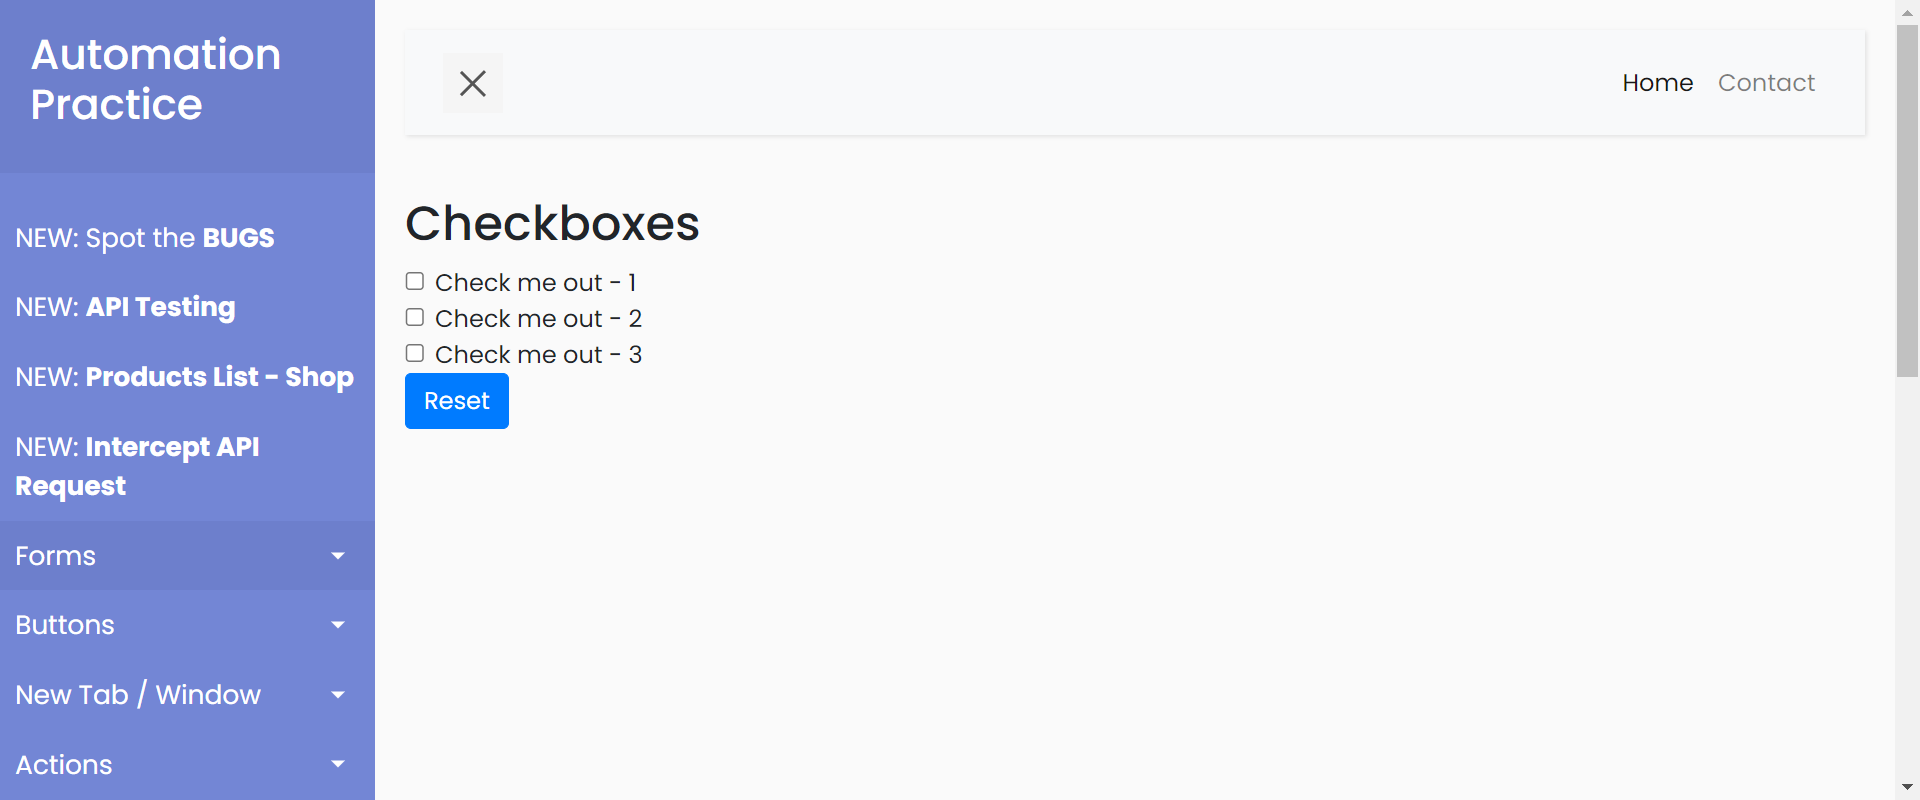 Automation
Practice
NEW: Spot the BUGS
NEW: API Testing
NEW: Products List - Shop
NEW: Intercept API
Request
Forms
Buttons
New Tab / Window
Actions
Home Contact
Checkboxes
Check me out - 1
Check me out - 2
Check me out - 3
Reset